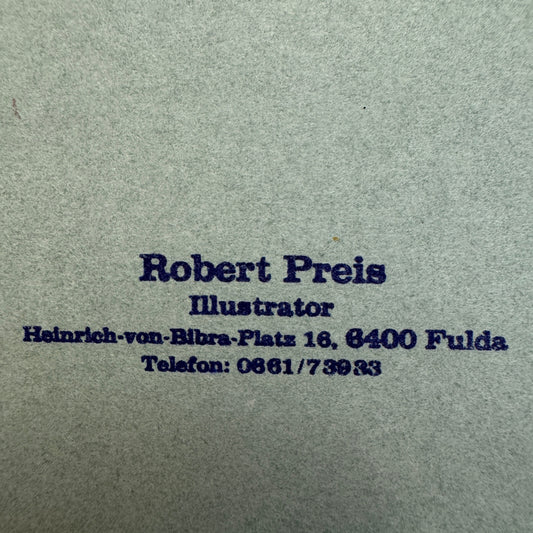 Robert Preis
Illustrator
Heinrich-von-Bibra-Platz 16, 6400 Fulda
Telefon: 0661/73933